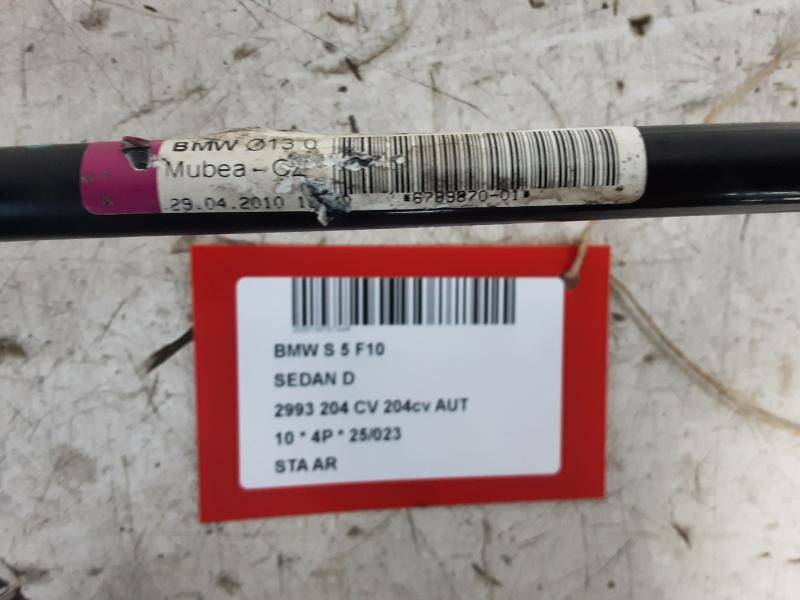 BMW Ø13
Mubea - CZ
29.04.2010
*6789870-01*
BMW S 5 F10
SEDAN D
2993 204 CV 204cv AUT
10 * 4P * 25/023
STA AR